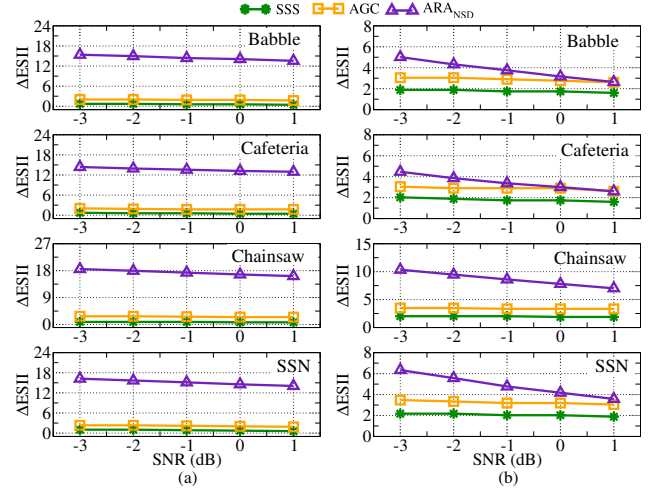 SSS AGC ARA_NSD
24
18
12
6
0
ΔESII
Babble
-3 -2 -1 0 1
24
18
12
6
0
ΔESII
Cafeteria
-3 -2 -1 0 1
27
18
9
0
ΔESII
Chainsaw
-3 -2 -1 0 1
24
18
12
6
0
ΔESII
SSN
-3 -2 -1 0 1
SNR (dB)
(a)
8
6
4
2
0
ΔESII
Babble
-3 -2 -1 0 1
8
6
4
2
0
ΔESII
Cafeteria
-3 -2 -1 0 1
15
10
5
0
ΔESII
Chainsaw
-3 -2 -1 0 1
8
6
4
2
0
ΔESII
SSN
-3 -2 -1 0 1
SNR (dB)
(b)